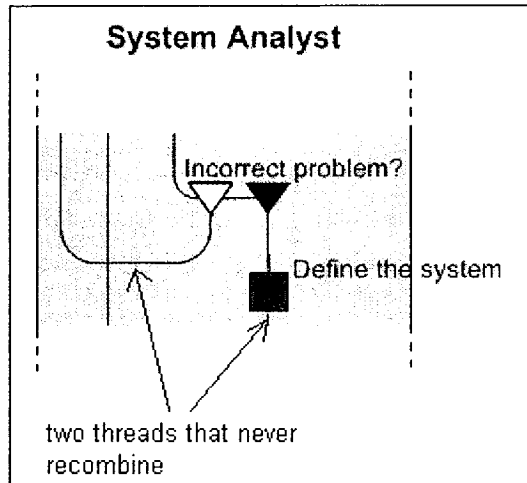 System Analyst
Incorrect problem?
Define the system
two threads that never
recombine